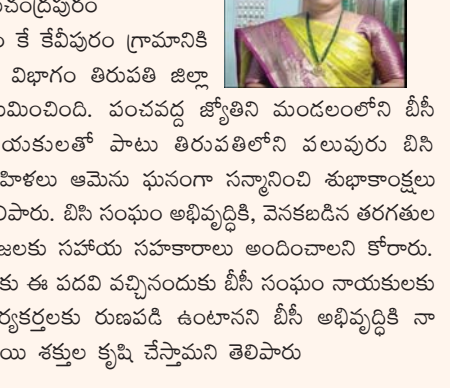 చంద్రపురం
కే కేవీపురం గ్రామానికి
విభాగం తిరుపతి జిల్లా
మించింది. పంచవద్ద జ్యోతిని మండలంలోని బీసీ
యకులతో పాటు తిరుపతిలోని పలువురు బిసి
హిళలు ఆమెను ఘనంగా సన్మానించి శుభాకాంక్షలు
పారు. బిసి సంఘం అభివృద్ధికి, వెనకబడిన తరగతుల
జలకు సహాయ సహకారాలు అందించాలని కోరారు.
కు ఈ పదవి వచ్చినందుకు బీసీ సంఘం నాయకులకు
ర్యకర్తలకు రుణపడి ఉంటానని బీసీ అభివృద్ధికి నా
యి శక్తుల కృషి చేస్తామని తెలిపారు